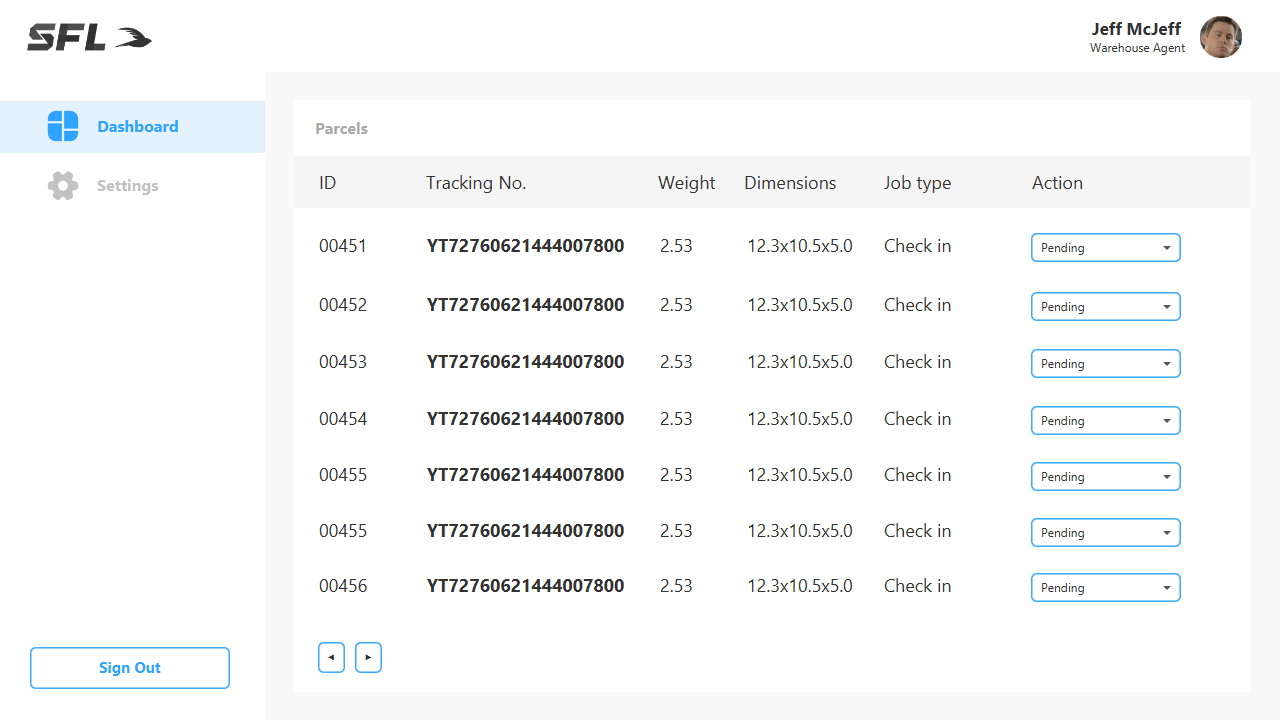 SFL
Jeff McJeff
Warehouse Agent
Dashboard
Settings
Sign Out
Parcels
ID Tracking No. Weight Dimensions Job type Action
00451 YT72760621444007800 2.53 12.3x10.5x5.0 Check in Pending
00452 YT72760621444007800 2.53 12.3x10.5x5.0 Check in Pending
00453 YT72760621444007800 2.53 12.3x10.5x5.0 Check in Pending
00454 YT72760621444007800 2.53 12.3x10.5x5.0 Check in Pending
00455 YT72760621444007800 2.53 12.3x10.5x5.0 Check in Pending
00455 YT72760621444007800 2.53 12.3x10.5x5.0 Check in Pending
00456 YT72760621444007800 2.53 12.3x10.5x5.0 Check in Pending